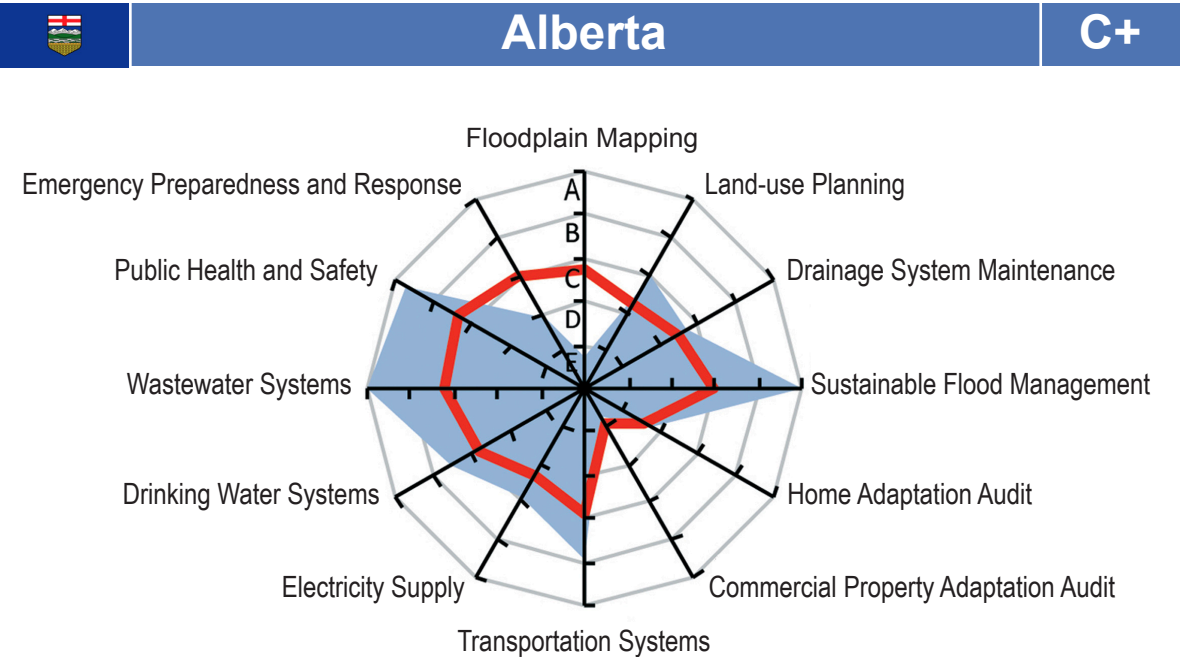 Alberta
C+
Floodplain Mapping
Emergency Preparedness and Response
Land-use Planning
A
B
Public Health and Safety
Drainage System Maintenance
C
D
E
Wastewater Systems
Sustainable Flood Management
Drinking Water Systems
Home Adaptation Audit
Electricity Supply
Commercial Property Adaptation Audit
Transportation Systems